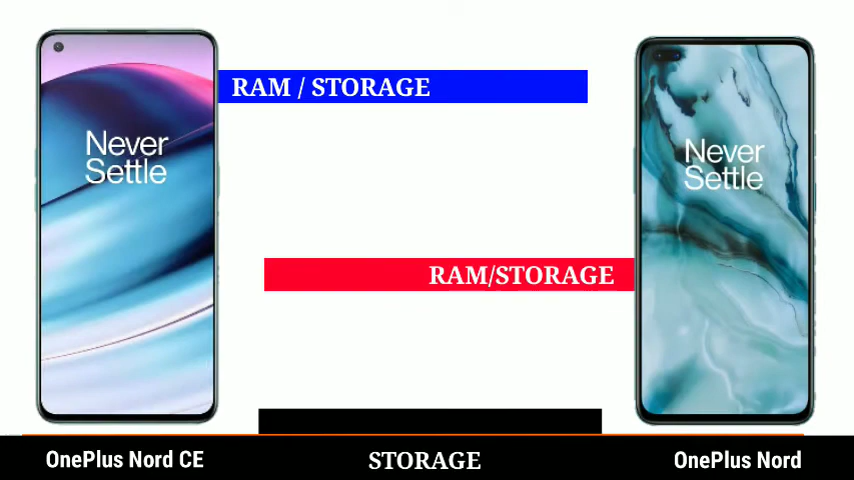 RAM / STORAGE
Never
Settle
Never
Settle
RAM/STORAGE
OnePlus Nord CE
STORAGE
OnePlus Nord